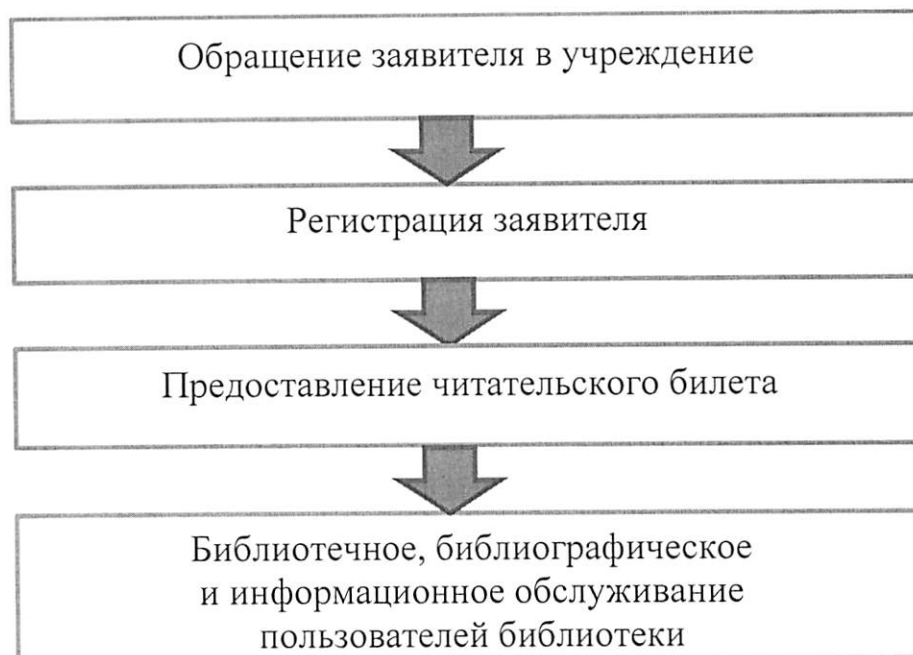 Обращение заявителя в учреждение
Регистрация заявителя
Предоставление читательского билета
Библиотечное, библиографическое
и информационное обслуживание
пользователей библиотеки